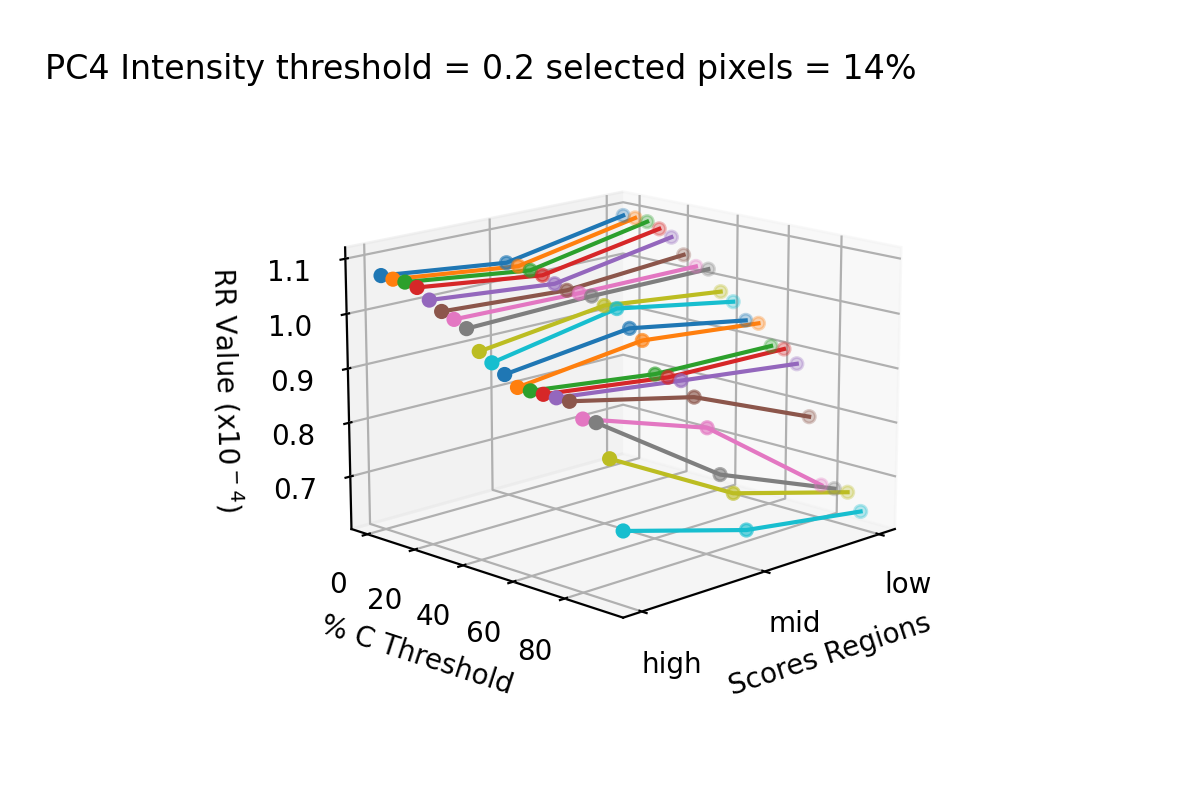 PC4 Intensity threshold = 0.2 selected pixels = 14%
1.1
1.0
0.9
0.8
0.7
RR Value (x10⁻⁴)
0
20
40
60
80
% C Threshold
high
mid
low
Scores Regions